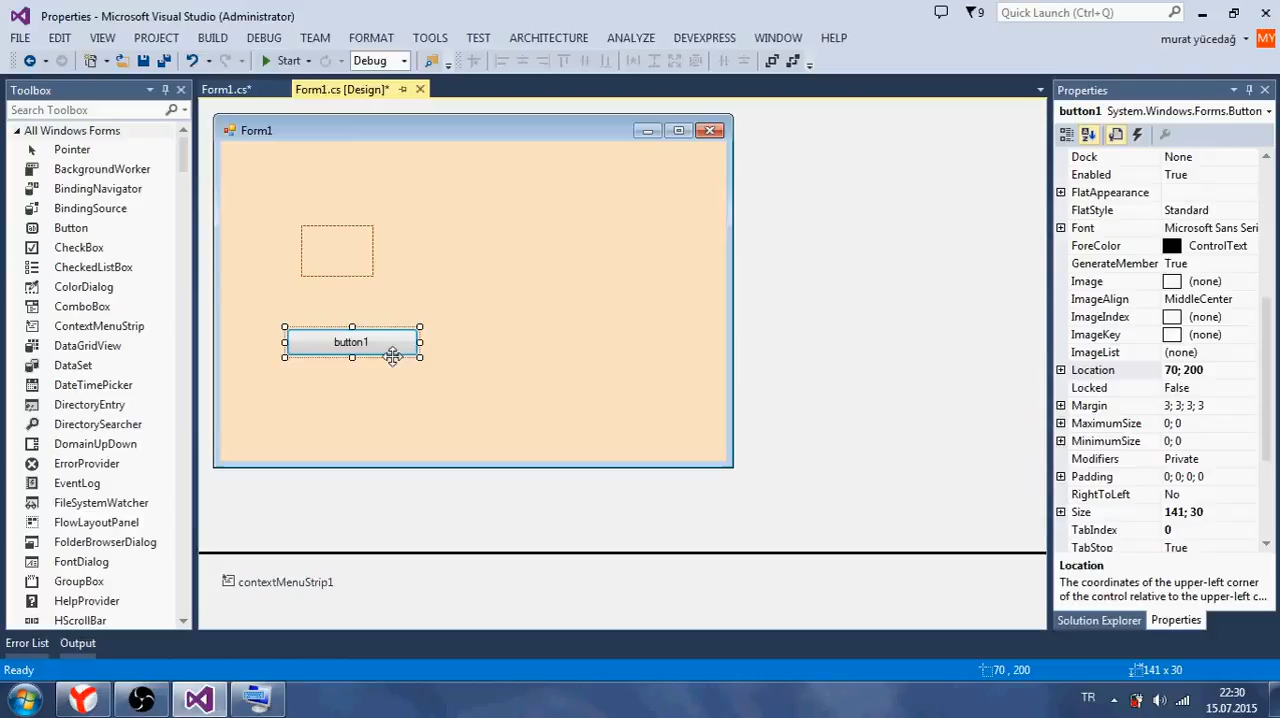 Properties - Microsoft Visual Studio (Administrator)
9
Quick Launch (Ctrl+Q)
FILE EDIT VIEW PROJECT BUILD DEBUG TEAM FORMAT TOOLS TEST ARCHITECTURE ANALYZE DEVEXPRESS WINDOW HELP
murat yücedağ MY
Start Debug
Toolbox
Search Toolbox
All Windows Forms
Pointer
BackgroundWorker
BindingNavigator
BindingSource
Button
CheckBox
CheckedListBox
ColorDialog
ComboBox
ContextMenuStrip
DataGridView
DataSet
DateTimePicker
DirectoryEntry
DirectorySearcher
DomainUpDown
ErrorProvider
EventLog
FileSystemWatcher
FlowLayoutPanel
FolderBrowserDialog
FontDialog
GroupBox
HelpProvider
HScrollBar
Form1.cs* Form1.cs [Design]*
Form1
button1
contextMenuStrip1
Properties
button1 System.Windows.Forms.Button
Dock None
Enabled True
FlatAppearance
FlatStyle Standard
Font Microsoft Sans Seri
ForeColor ControlText
GenerateMember True
Image (none)
ImageAlign MiddleCenter
ImageIndex (none)
ImageKey (none)
ImageList (none)
Location 70; 200
Locked False
Margin 3; 3; 3; 3
MaximumSize 0; 0
MinimumSize 0; 0
Modifiers Private
Padding 0; 0; 0; 0
RightToLeft No
Size 141; 30
TabIndex 0
TabStop True
Location
The coordinates of the upper-left corner
of the control relative to the upper-left c...
Solution Explorer Properties
Error List Output
Ready
70 , 200
141 x 30
TR
22:30
15.07.2015